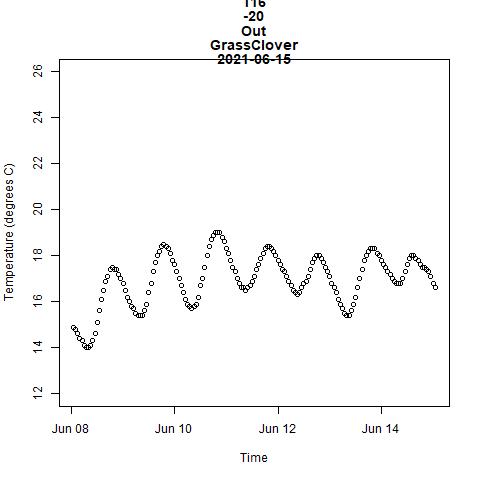 T16
-20
Out
GrassClover
2021-06-15
Temperature (degrees C)
26
24
22
20
18
16
14
12
Jun 08
Jun 10
Jun 12
Jun 14
Time